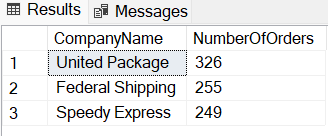 Results Messages
CompanyName NumberOfOrders
1 United Package 326
2 Federal Shipping 255
3 Speedy Express 249